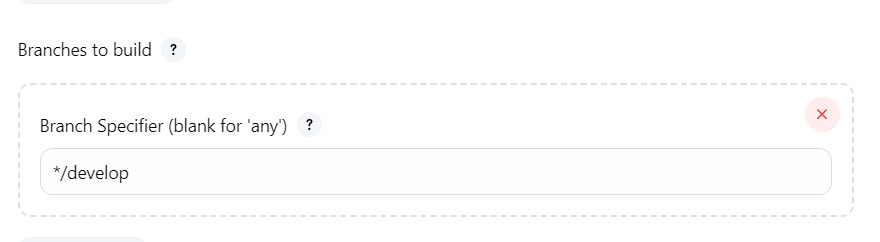 Branches to build ?
Branch Specifier (blank for 'any') ?
*/develop